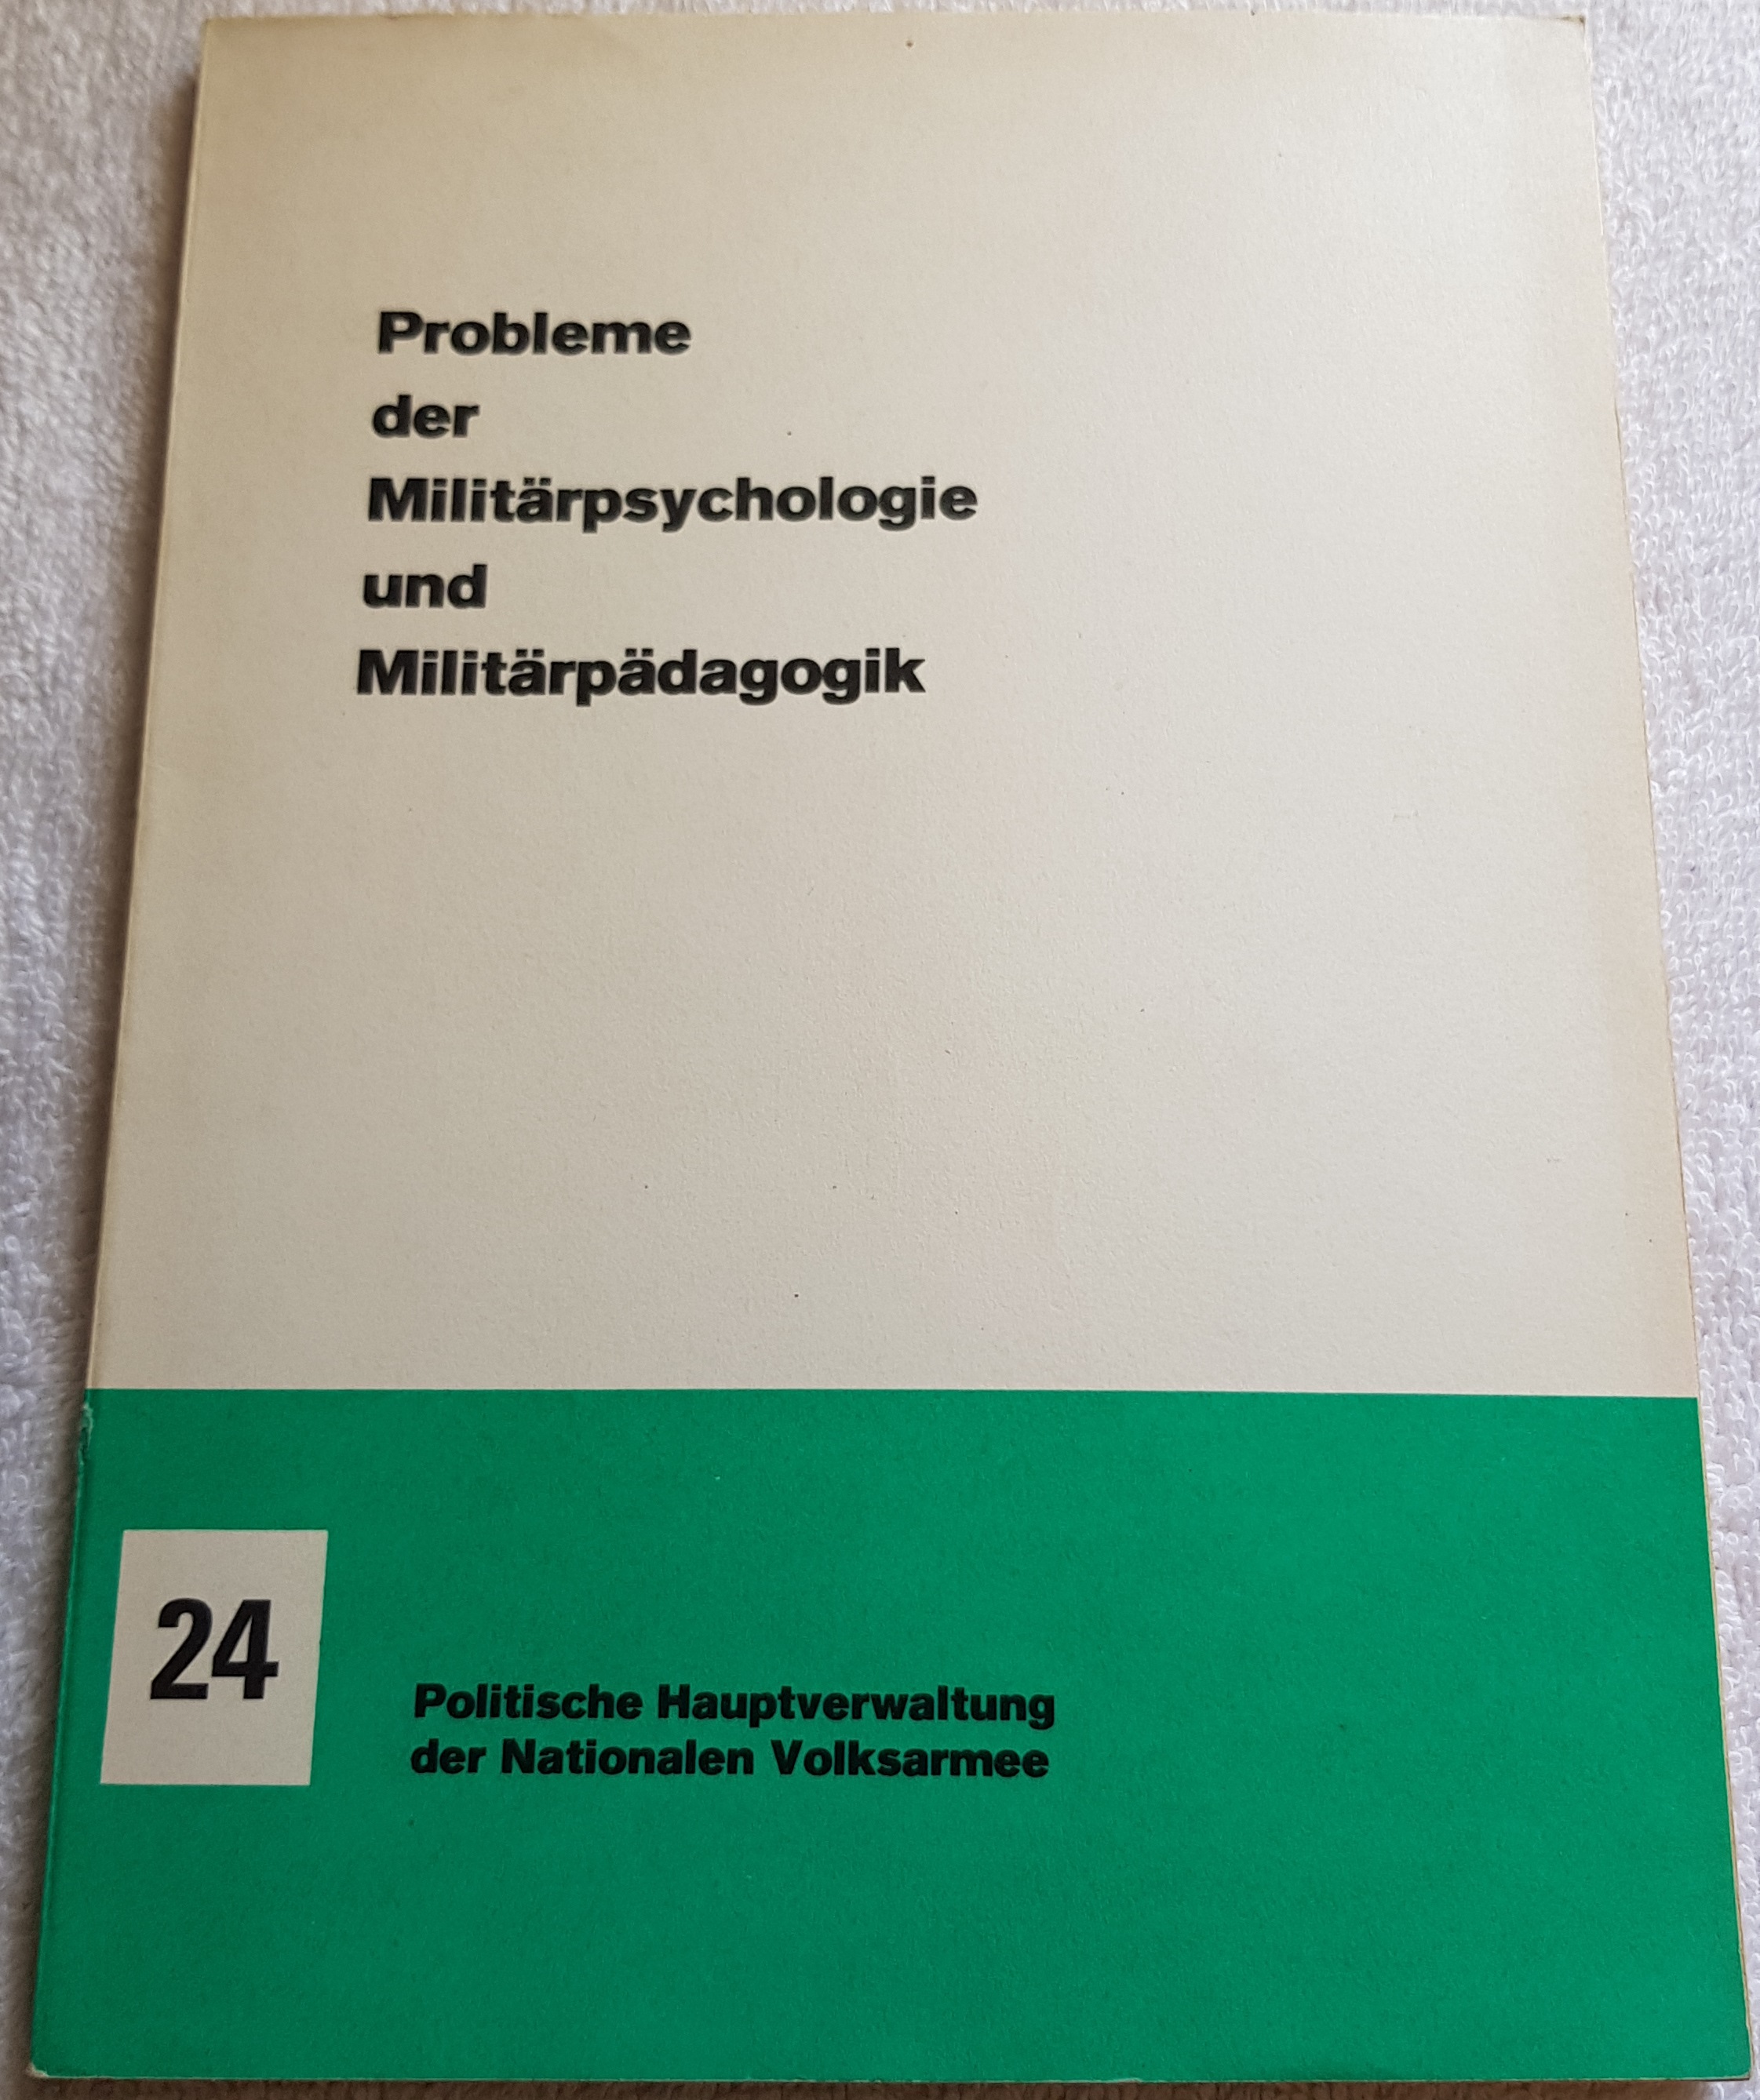 Probleme
der
Militärpsychologie
und
Militärpädagogik
24
Politische Hauptverwaltung
der Nationalen Volksarmee